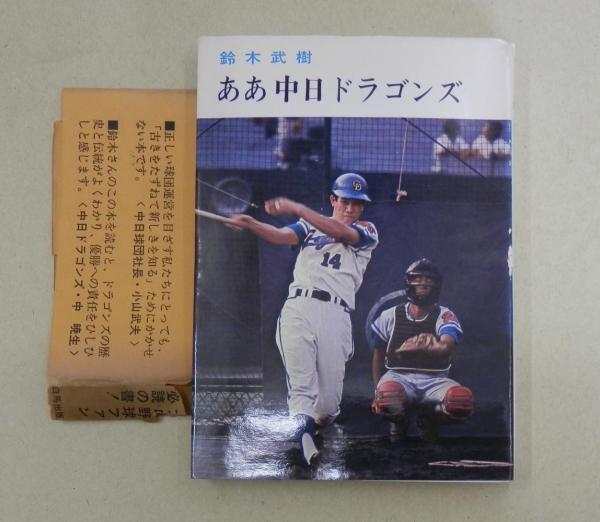 鈴木武樹
ああ中日ドラゴンズ
14
■正しい球団運営を目ざす私たちにとっても、
「古きをたずねて新しきを知る」ためにかかせ
ない本です。〈中日球団社長・小山武夫〉
■鈴木さんのこの本を読むと、ドラゴンズの歴
史と伝統がよくわかり、優勝への責任をひしひ
しと感じます。〈中日ドラゴンズ・中 暁生〉
野球ファン
必読の書!